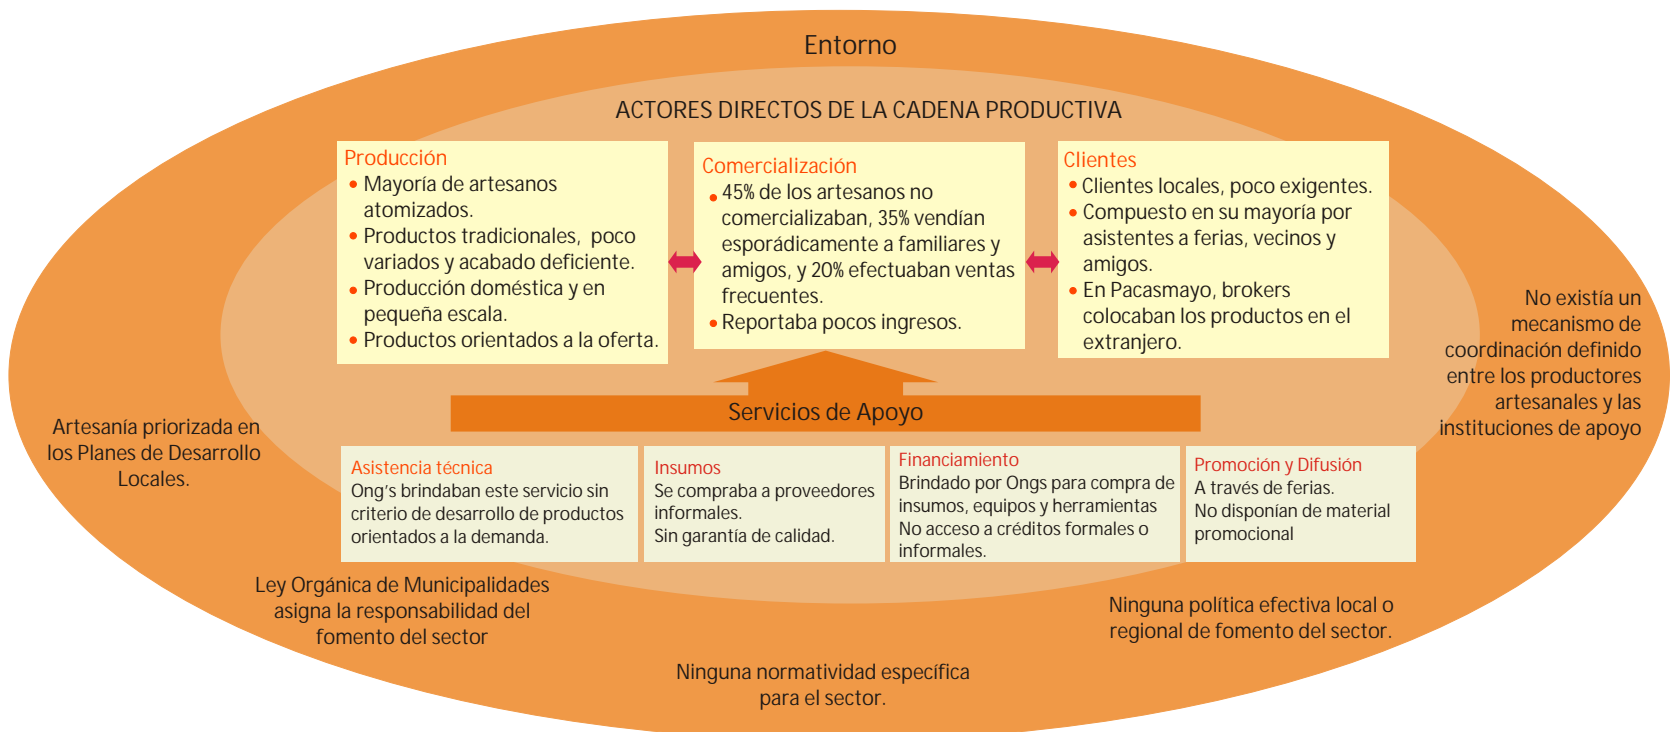 Entorno
ACTORES DIRECTOS DE LA CADENA PRODUCTIVA
Producción
• Mayoría de artesanos
atomizados.
• Productos tradicionales, poco
variados y acabado deficiente.
• Producción doméstica y en
pequeña escala.
• Productos orientados a la oferta.
Comercialización
• 45% de los artesanos no
comercializaban, 35% vendían
esporádicamente a familiares y
amigos, y 20% efectuaban ventas
frecuentes.
• Reportaba pocos ingresos.
Clientes
• Clientes locales, poco exigentes.
• Compuesto en su mayoría por
asistentes a ferias, vecinos y
amigos.
• En Pacasmayo, brokers
colocaban los productos en el
extranjero.
No existía un
mecanismo de
coordinación definido
entre los productores
artesanales y las
instituciones de apoyo
Servicios de Apoyo
Artesanía priorizada en
los Planes de Desarrollo
Locales.
Asistencia técnica
Ong's brindaban este servicio sin
criterio de desarrollo de productos
orientados a la demanda.
Insumos
Se compraba a proveedores
informales.
Sin garantía de calidad.
Financiamiento
Brindado por Ongs para compra de
insumos, equipos y herramientas
No acceso a créditos formales o
informales.
Promoción y Difusión
A través de ferias.
No disponían de material
promocional
Ley Orgánica de Municipalidades
asigna la responsabilidad del
fomento del sector
Ninguna normatividad específica
para el sector.
Ninguna política efectiva local o
regional de fomento del sector.